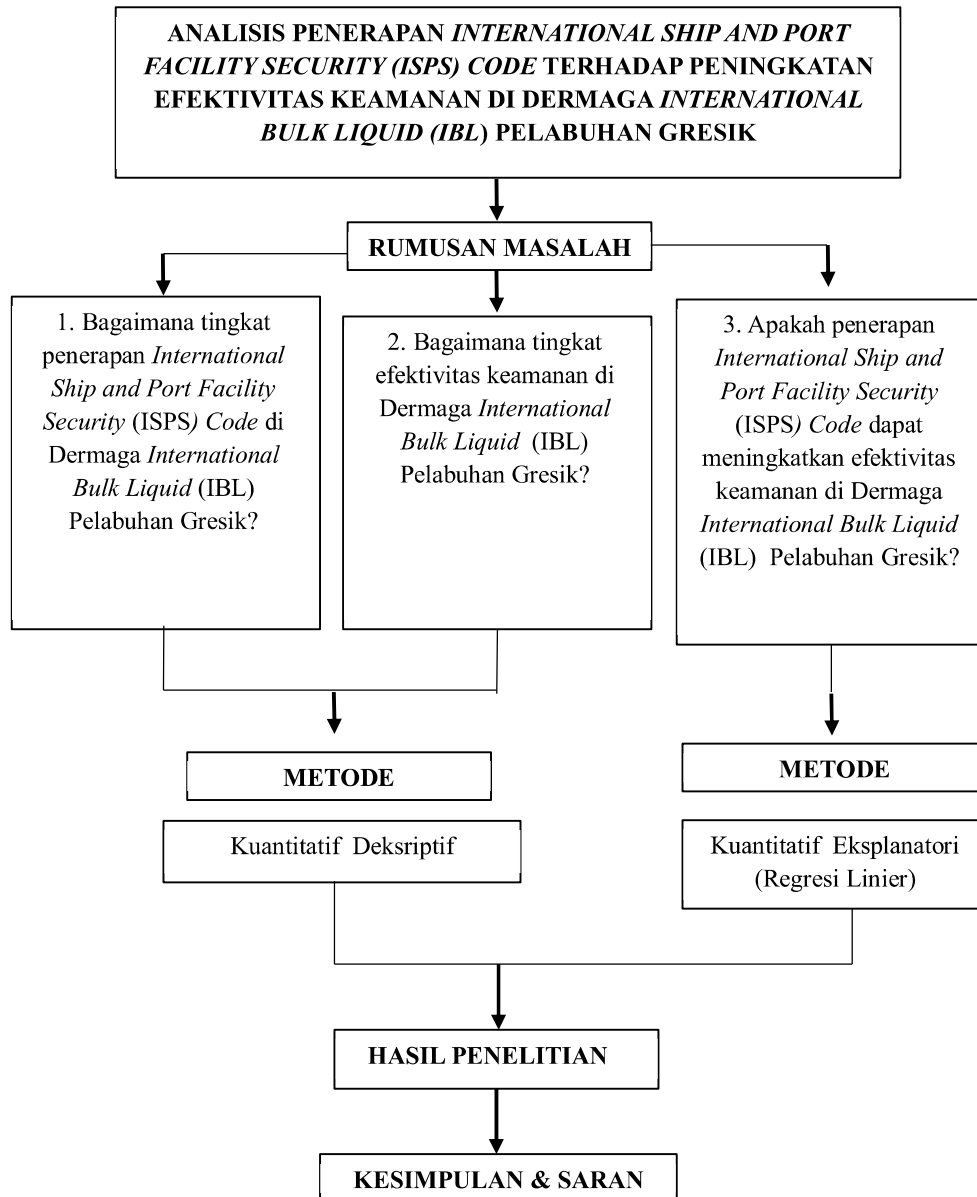 ANALISIS PENERAPAN INTERNATIONAL SHIP AND PORT
FACILITY SECURITY (ISPS) CODE TERHADAP PENINGKATAN
EFEKTIVITAS KEAMANAN DI DERMAGA INTERNATIONAL
BULK LIQUID (IBL) PELABUHAN GRESIK
RUMUSAN MASALAH
1. Bagaimana tingkat
penerapan International
Ship and Port Facility
Security (ISPS) Code di
Dermaga International
Bulk Liquid (IBL)
Pelabuhan Gresik?
2. Bagaimana tingkat
efektivitas keamanan di
Dermaga International
Bulk Liquid (IBL)
Pelabuhan Gresik?
3. Apakah penerapan
International Ship and
Port Facility Security
(ISPS) Code dapat
meningkatkan efektivitas
keamanan di Dermaga
International Bulk Liquid
(IBL) Pelabuhan Gresik?
METODE
Kuantitatif Deksriptif
METODE
Kuantitatif Eksplanatori
(Regresi Linier)
HASIL PENELITIAN
KESIMPULAN & SARAN